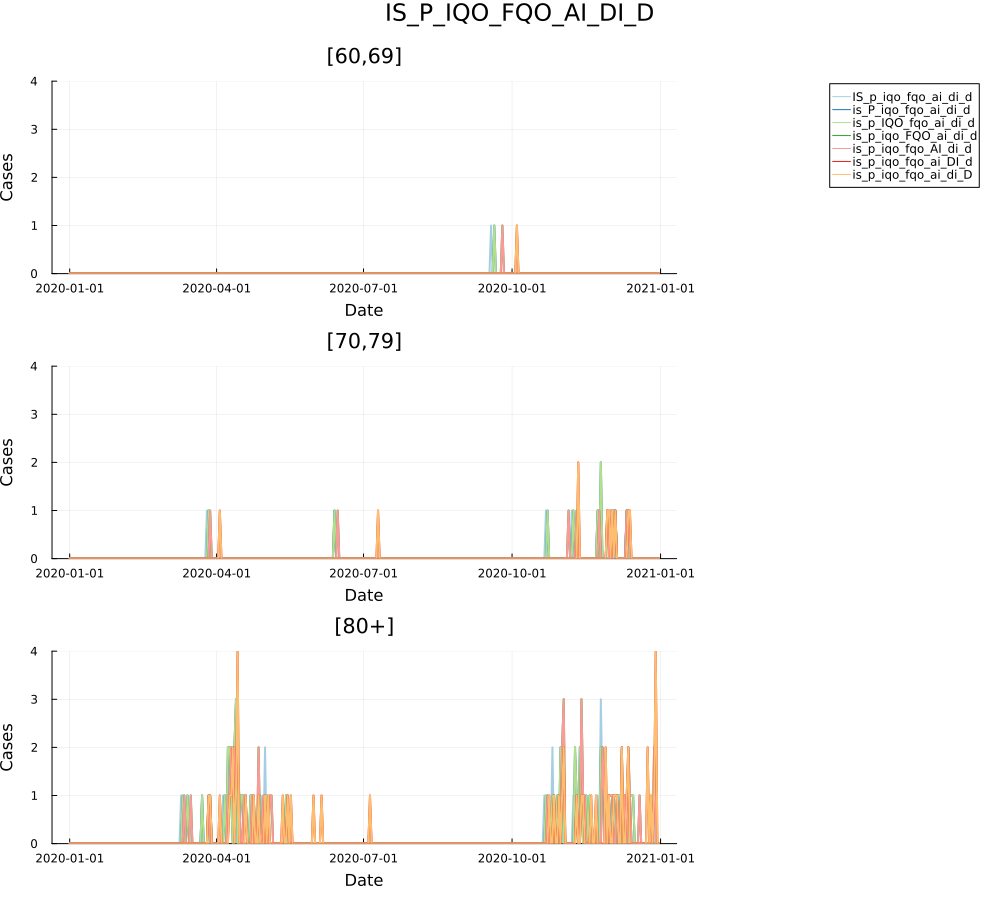 IS_P_IQO_FQO_AI_DI_D
[60,69]
4
3
2
1
0
Cases
2020-01-01 2020-04-01 2020-07-01 2020-10-01 2021-01-01
Date
IS_p_iqo_fqo_ai_di_d
is_P_iqo_fqo_ai_di_d
is_p_IQO_fqo_ai_di_d
is_p_iqo_FQO_ai_di_d
is_p_iqo_fqo_AI_di_d
is_p_iqo_fqo_ai_DI_d
is_p_iqo_fqo_ai_di_D
[70,79]
4
3
2
1
0
Cases
2020-01-01 2020-04-01 2020-07-01 2020-10-01 2021-01-01
Date
[80+]
4
3
2
1
0
Cases
2020-01-01 2020-04-01 2020-07-01 2020-10-01 2021-01-01
Date